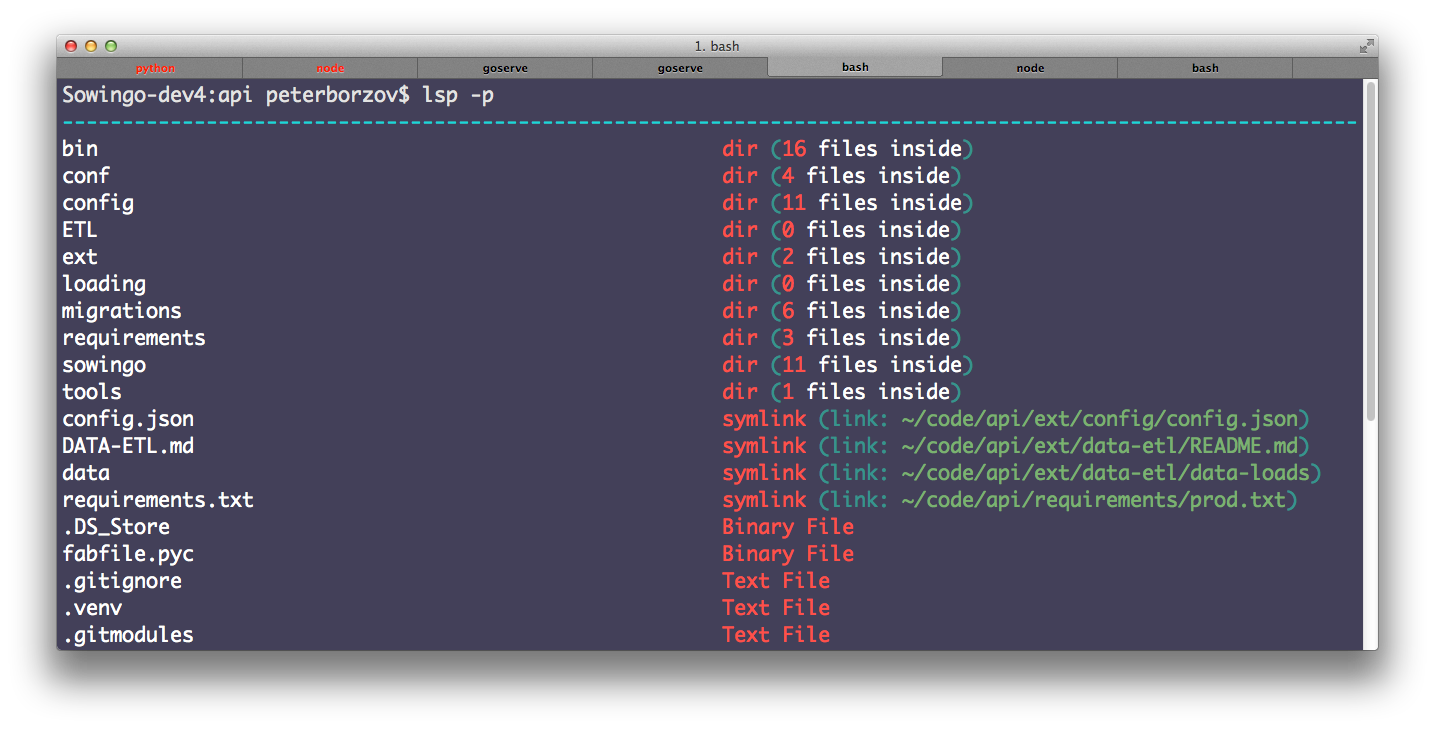 1. bash
python node goserve goserve bash node bash
Sowingo-dev4:api peterborzov$ lsp -p
------------------------------------------------------------------------------------------------------------
bin dir (16 files inside)
conf dir (4 files inside)
config dir (11 files inside)
ETL dir (0 files inside)
ext dir (2 files inside)
loading dir (0 files inside)
migrations dir (6 files inside)
requirements dir (3 files inside)
sowingo dir (11 files inside)
tools dir (1 files inside)
config.json symlink (link: ~/code/api/ext/config/config.json)
DATA-ETL.md symlink (link: ~/code/api/ext/data-etl/README.md)
data symlink (link: ~/code/api/ext/data-etl/data-loads)
requirements.txt symlink (link: ~/code/api/requirements/prod.txt)
.DS_Store Binary File
fabfile.pyc Binary File
.gitignore Text File
.venv Text File
.gitmodules Text File